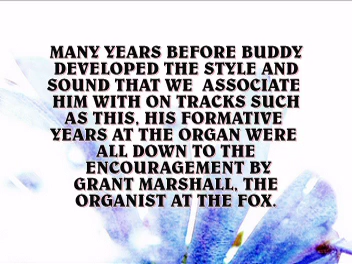 MANY YEARS BEFORE BUDDY
DEVELOPED THE STYLE AND
SOUND THAT WE ASSOCIATE
HIM WITH ON TRACKS SUCH
AS THIS, HIS FORMATIVE
YEARS AT THE ORGAN WERE
ALL DOWN TO THE
ENCOURAGEMENT BY
GRANT MARSHALL, THE
ORGANIST AT THE FOX.